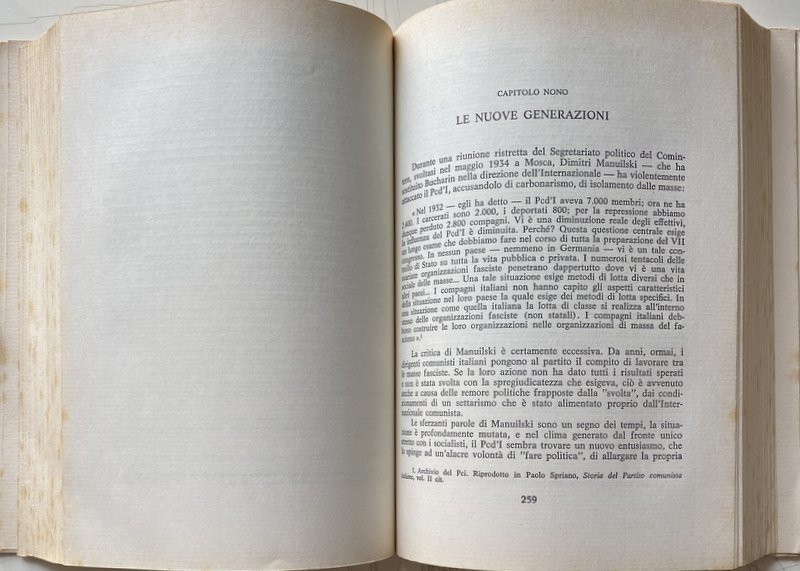 CAPITOLO NONO
LE NUOVE GENERAZIONI
Durante una riunione ristretta del Segretariato politico del Comin-
tern, svoltasi nel maggio 1934 a Mosca, Dimitri Manuilski — che ha
sostituito Bucharin nella direzione dell'Internazionale — ha violentemente
attaccato il Pcd'I, accusandolo di carbonarismo, di isolamento dalle masse:
« Nel 1932 — egli ha detto — il Pcd'I aveva 7.000 membri; ora ne ha
2.400. I carcerati sono 2.000, i deportati 800; per la repressione abbiamo
dunque perduto 2.800 compagni. Vi è una diminuzione reale degli effettivi,
la influenza del Pcd'I è diminuita. Perché? Questa questione centrale esige
un lungo esame che dobbiamo fare nel corso di tutta la preparazione del VII
congresso. In nessun paese — nemmeno in Germania — vi è un tale con-
trollo di Stato su tutta la vita pubblica e privata. I numerosi tentacoli delle
svariate organizzazioni fasciste penetrano dappertutto dove vi è una vita
sociale delle masse... Una tale situazione esige metodi di lotta diversi che in
altri paesi... I compagni italiani non hanno capito gli aspetti caratteristici
della situazione nel loro paese la quale esige dei metodi di lotta specifici. In
una situazione come quella italiana la lotta di classe si realizza all'interno
stesso delle organizzazioni fasciste (non statali). I compagni italiani deb-
bono costruire le loro organizzazioni nelle organizzazioni di massa del fa-
scismo ».1
La critica di Manuilski è certamente eccessiva. Da anni, ormai, i
dirigenti comunisti italiani pongono al partito il compito di lavorare tra
le masse fasciste. Se la loro azione non ha dato tutti i risultati sperati
e non è stata svolta con la spregiudicatezza che esigeva, ciò è avvenuto
anche a causa delle remore politiche frapposte dalla "svolta", dai condi-
zionamenti di un settarismo che è stato alimentato proprio dall'Inter-
nazionale comunista.
Le sferzanti parole di Manuilski sono un segno dei tempi, la situa-
zione è profondamente mutata, e nel clima generato dal fronte unico
stretto con i socialisti, il Pcd'I sembra trovare un nuovo entusiasmo, che
lo spinge ad un'alacre volontà di "fare politica", di allargare la propria
1. Archivio del Pci. Riprodotto in Paolo Spriano, Storia del Partito comunista
italiano, vol. II cit.
259